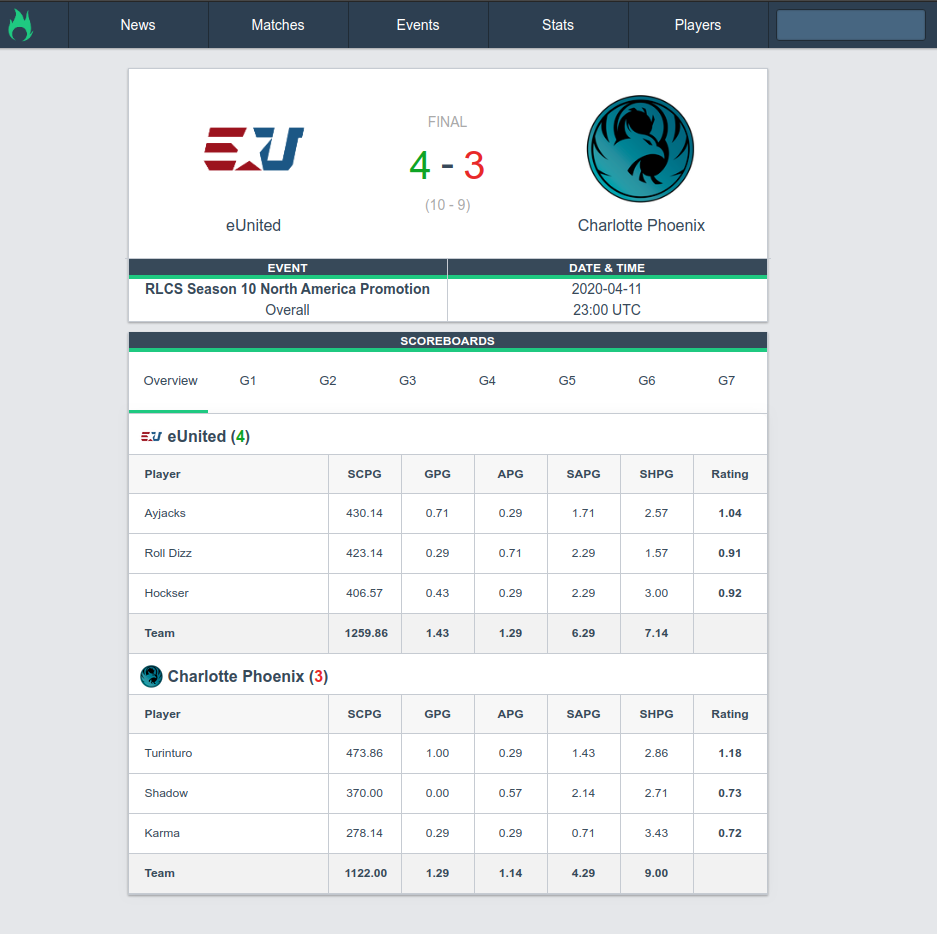 News Matches Events Stats Players
FINAL
4 - 3
(10 - 9)
eUnited Charlotte Phoenix
EVENT DATE & TIME
RLCS Season 10 North America Promotion 2020-04-11
Overall 23:00 UTC
SCOREBOARDS
Overview G1 G2 G3 G4 G5 G6 G7
EU eUnited (4)
Player SCPG GPG APG SAPG SHPG Rating
Ayjacks 430.14 0.71 0.29 1.71 2.57 1.04
Roll Dizz 423.14 0.29 0.71 2.29 1.57 0.91
Hockser 406.57 0.43 0.29 2.29 3.00 0.92
Team 1259.86 1.43 1.29 6.29 7.14
Charlotte Phoenix (3)
Player SCPG GPG APG SAPG SHPG Rating
Turinturo 473.86 1.00 0.29 1.43 2.86 1.18
Shadow 370.00 0.00 0.57 2.14 2.71 0.73
Karma 278.14 0.29 0.29 0.71 3.43 0.72
Team 1122.00 1.29 1.14 4.29 9.00